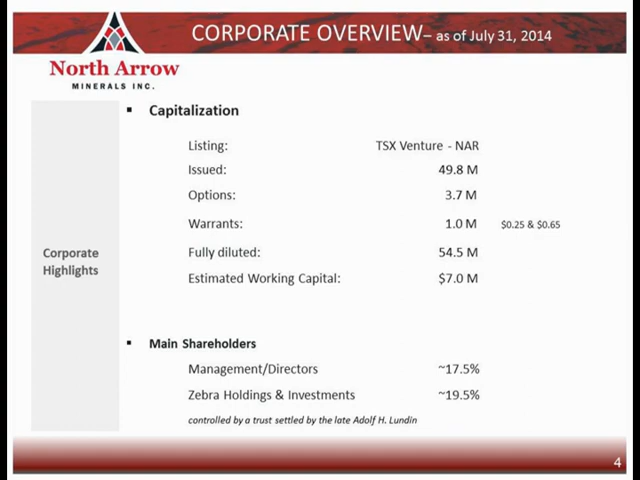 CORPORATE OVERVIEW– as of July 31, 2014
North Arrow
MINERALS INC.
▪ Capitalization
Listing: TSX Venture - NAR
Issued: 49.8 M
Options: 3.7 M
Warrants: 1.0 M $0.25 & $0.65
Fully diluted: 54.5 M
Estimated Working Capital: $7.0 M
Corporate
Highlights
▪ Main Shareholders
Management/Directors ~17.5%
Zebra Holdings & Investments ~19.5%
controlled by a trust settled by the late Adolf H. Lundin
4